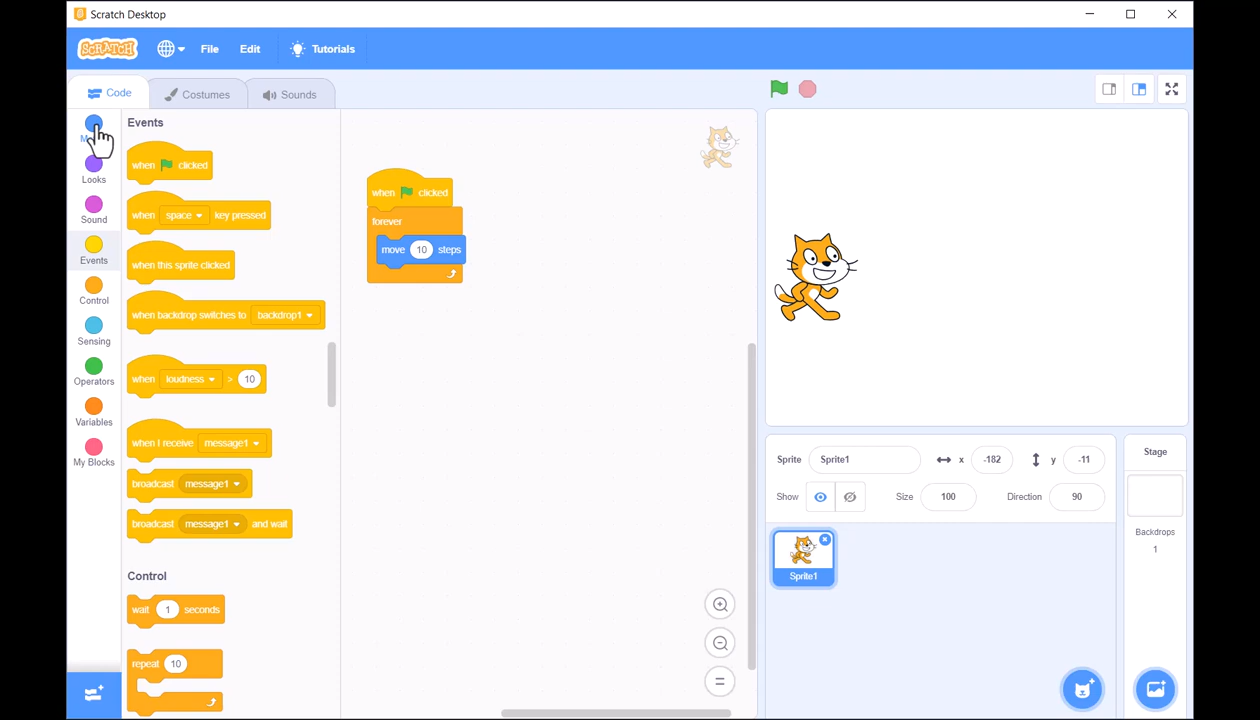 Scratch Desktop
SCRATCH
File
Edit
Tutorials
Code
Costumes
Sounds
Looks
Sound
Events
Control
Sensing
Operators
Variables
My Blocks
Events
when clicked
when space key pressed
when this sprite clicked
when backdrop switches to backdrop1
when loudness > 10
when I receive message1
broadcast message1
broadcast message1 and wait
Control
wait 1 seconds
repeat 10
when clicked
forever
move 10 steps
Sprite Sprite1 x -182 y -11
Show Size 100 Direction 90
Sprite1
Stage
Backdrops
1